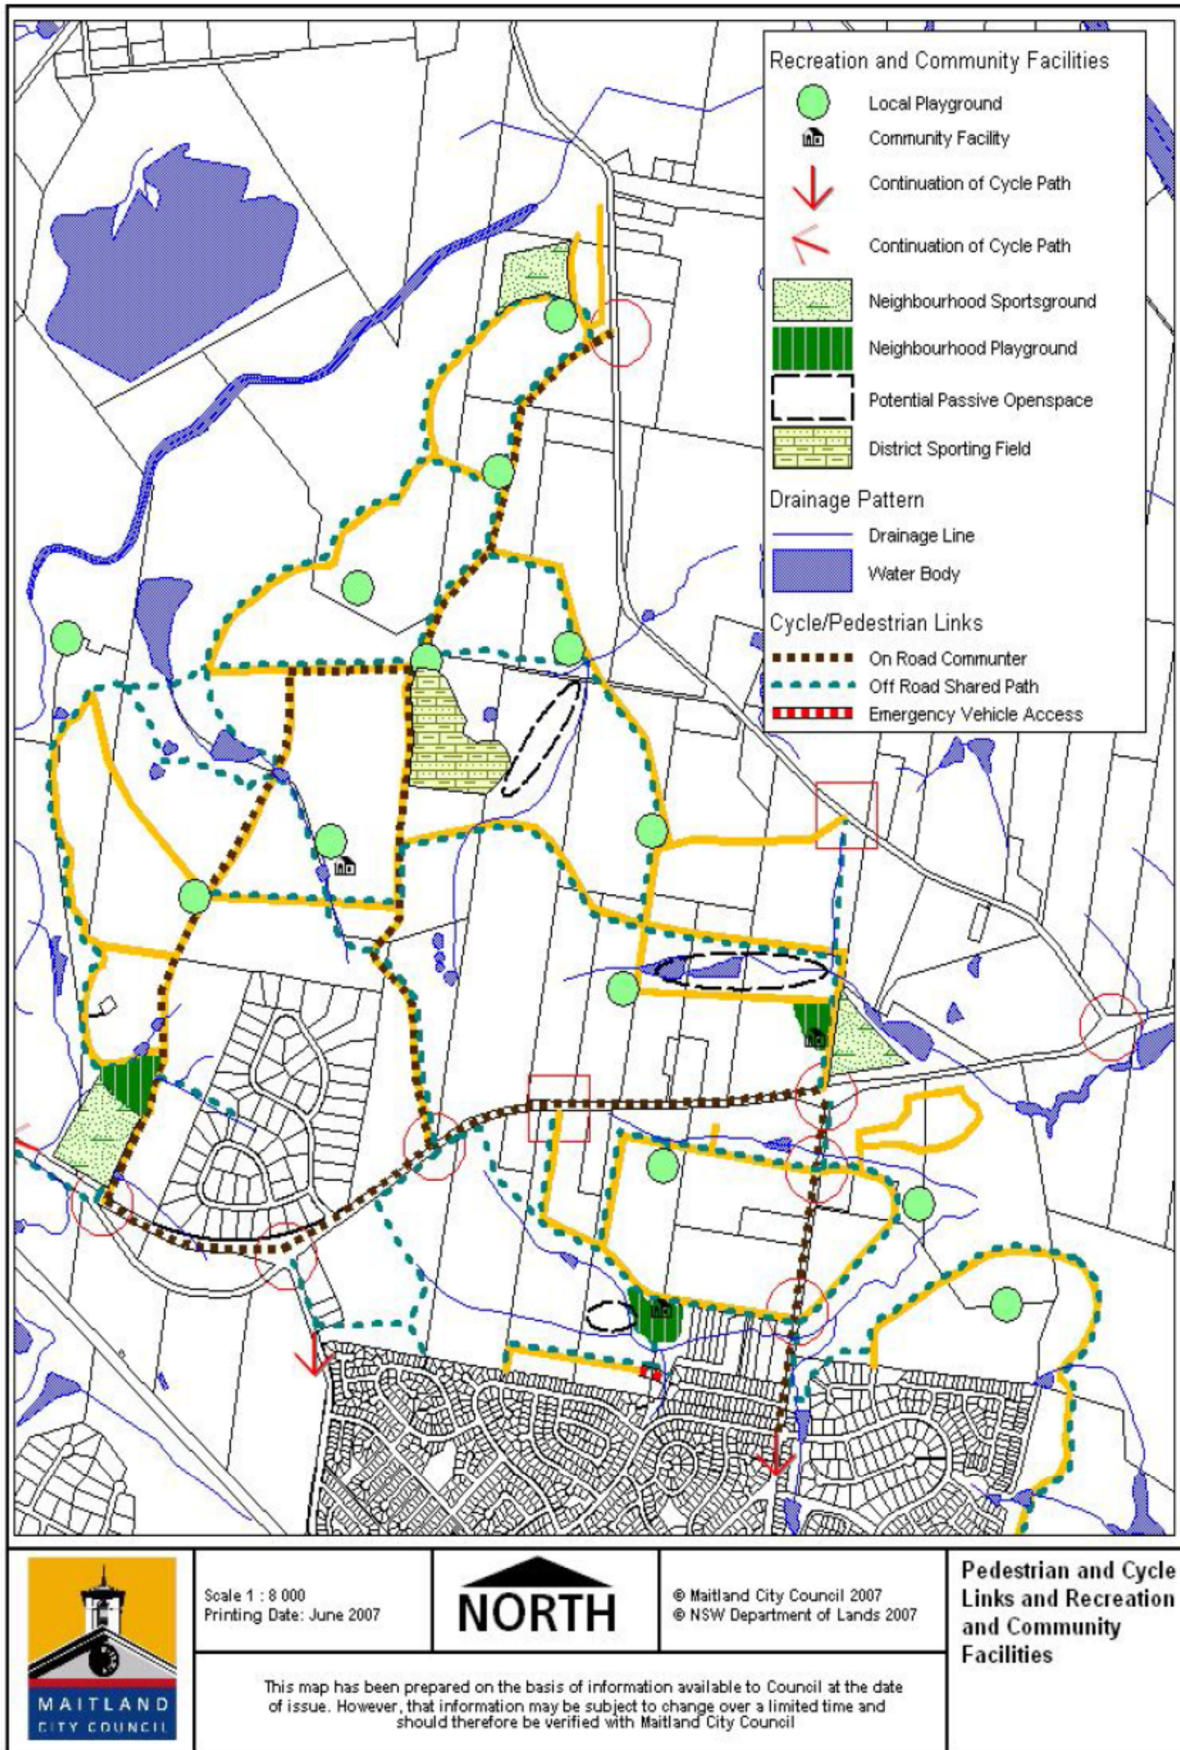 Recreation and Community Facilities
Local Playground
Community Facility
Continuation of Cycle Path
Continuation of Cycle Path
Neighbourhood Sportsground
Neighbourhood Playground
Potential Passive Openspace
District Sporting Field
Drainage Pattern
Drainage Line
Water Body
Cycle/Pedestrian Links
On Road Communter
Off Road Shared Path
Emergency Vehicle Access
MAITLAND
CITY COUNCIL
Scale 1 : 8 000
Printing Date: June 2007
NORTH
© Maitland City Council 2007
© NSW Department of Lands 2007
This map has been prepared on the basis of information available to Council at the date
of issue. However, that information may be subject to change over a limited time and
should therefore be verified with Maitland City Council
Pedestrian and Cycle
Links and Recreation
and Community
Facilities